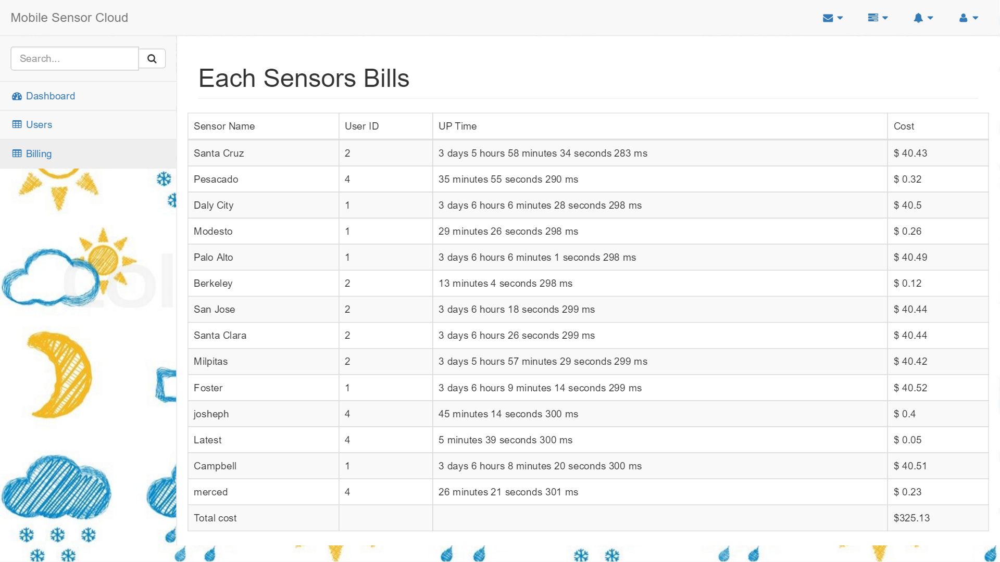 Mobile Sensor Cloud
Search...
Dashboard
Users
Billing
Each Sensors Bills
Sensor Name User ID UP Time Cost
Santa Cruz 2 3 days 5 hours 58 minutes 34 seconds 283 ms $ 40.43
Pesacado 4 35 minutes 55 seconds 290 ms $ 0.32
Daly City 1 3 days 6 hours 6 minutes 28 seconds 298 ms $ 40.5
Modesto 1 29 minutes 26 seconds 298 ms $ 0.26
Palo Alto 1 3 days 6 hours 6 minutes 1 seconds 298 ms $ 40.49
Berkeley 2 13 minutes 4 seconds 298 ms $ 0.12
San Jose 2 3 days 6 hours 18 seconds 299 ms $ 40.44
Santa Clara 2 3 days 6 hours 26 seconds 299 ms $ 40.44
Milpitas 2 3 days 5 hours 57 minutes 29 seconds 299 ms $ 40.42
Foster 1 3 days 6 hours 9 minutes 14 seconds 299 ms $ 40.52
josheph 4 45 minutes 14 seconds 300 ms $ 0.4
Latest 4 5 minutes 39 seconds 300 ms $ 0.05
Campbell 1 3 days 6 hours 8 minutes 20 seconds 300 ms $ 40.51
merced 4 26 minutes 21 seconds 301 ms $ 0.23
Total cost $325.13